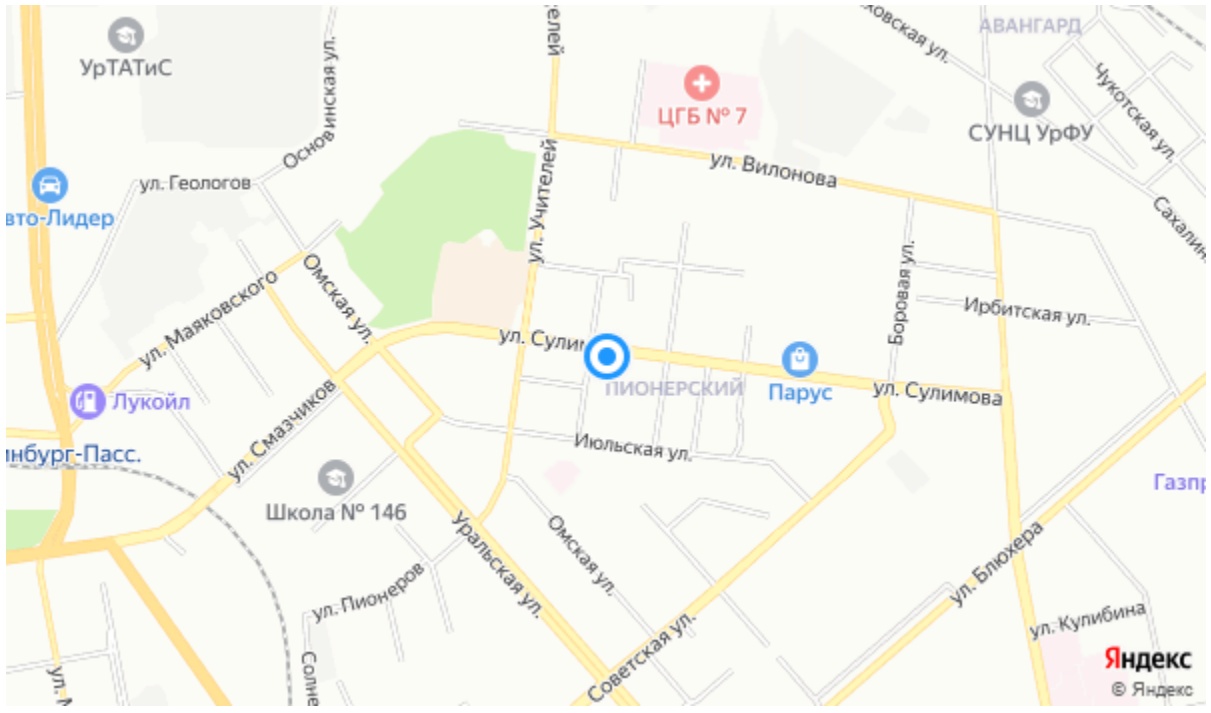 УрТАТиС
Основинская ул.
ЦГБ № 7
АВАНГАРД
Чукотская ул.
СУНЦ УрФУ
ул. Вилонова
ул. Геологов
ул. Учителей
Сахалин
вто-Лидер
Боровая ул.
Ирбитская ул.
ул. Маяковского
Омская ул.
ул. Сулим
ПИОНЕРСКИЙ
Парус
ул. Сулимова
Лукойл
ул. Смазчиков
инбург-Пасс.
Июльская ул.
Школа № 146
Газпр
Уральская ул.
Омская ул.
ул. Блюхера
ул. Пионеров
ул. Кулибина
Советская ул.
Солне
ул. М
Яндекс
© Яндекс